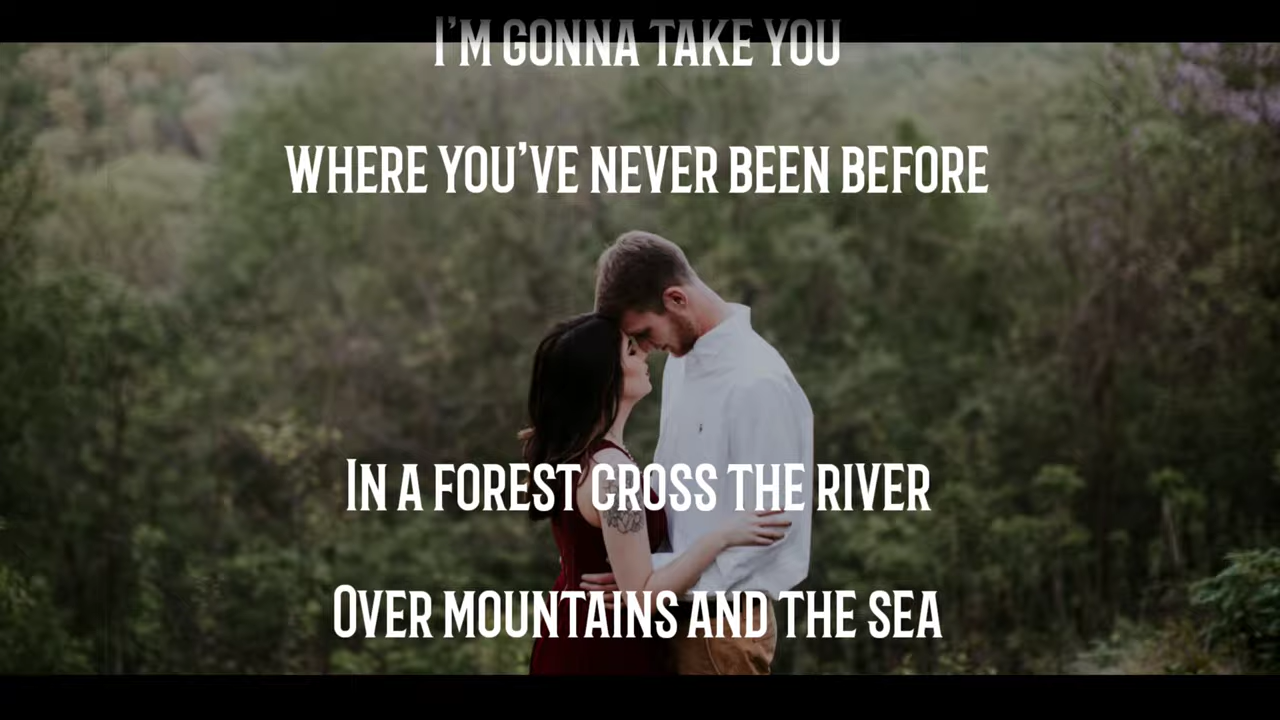 I'm gonna take you
where you've never been before
In a forest cross the river
Over mountains and the sea